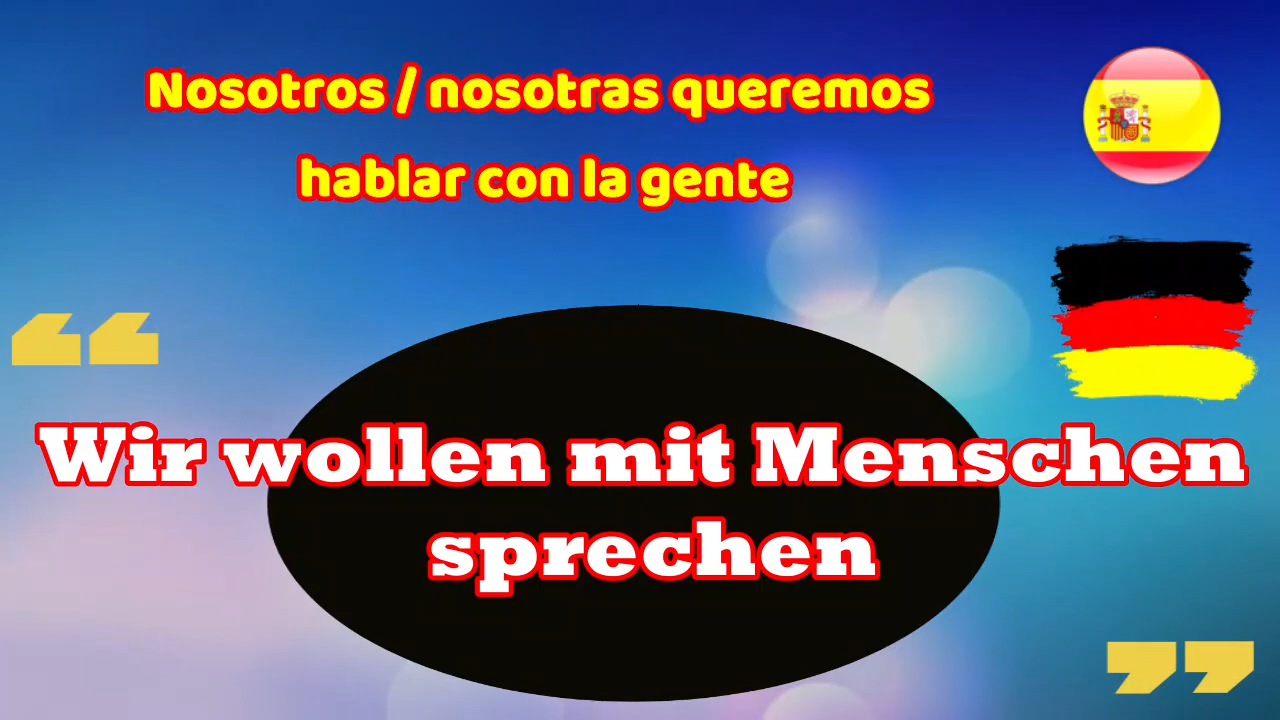 Nosotros / nosotras queremos
hablar con la gente
“
Wir wollen mit Menschen
sprechen
”